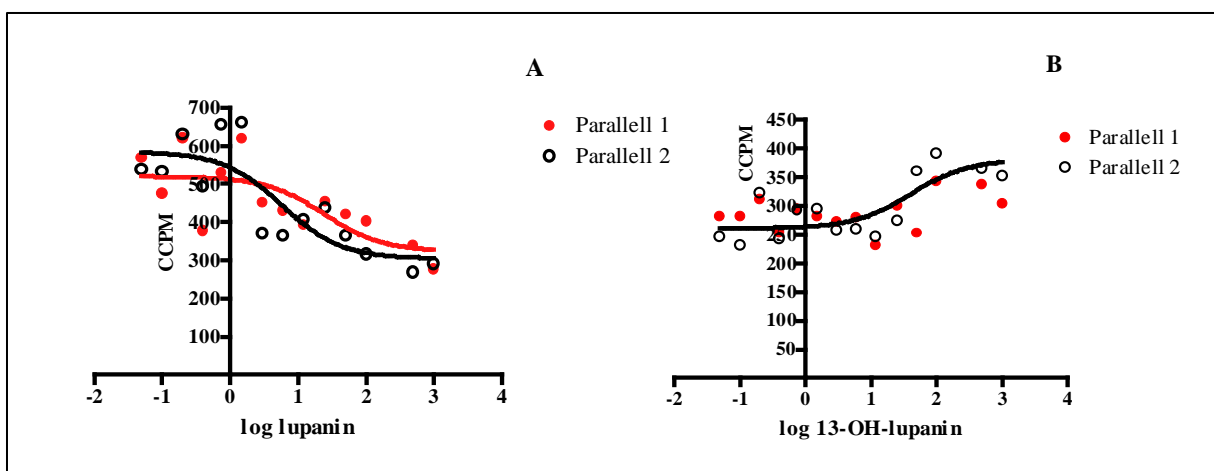 A
CCPM
700
600
500
400
300
200
100
-2 -1 0 1 2 3 4
log lupanin
Parallell 1
Parallell 2
B
CCPM
450
400
350
300
250
200
150
100
50
-2 -1 0 1 2 3 4
log 13-OH-lupanin
Parallell 1
Parallell 2